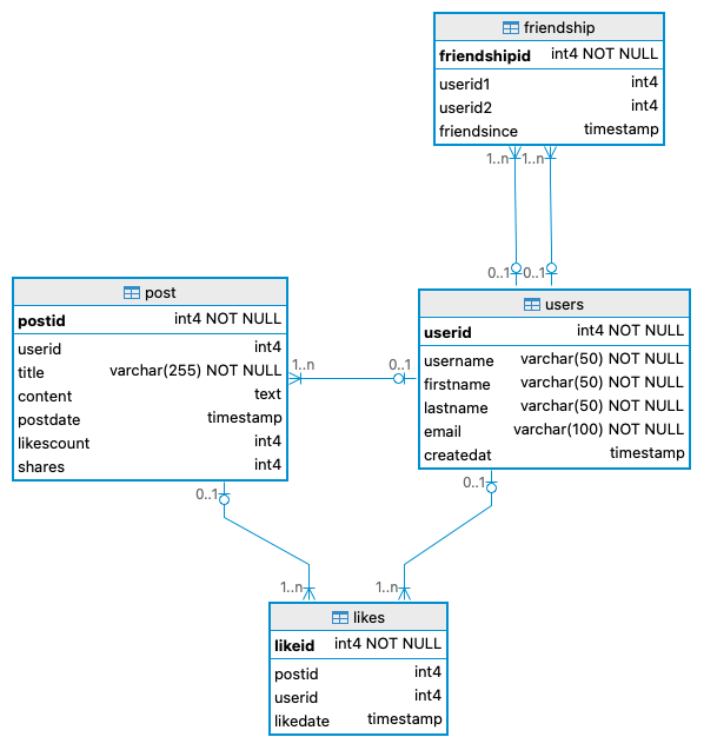 friendship
friendshipid int4 NOT NULL
userid1 int4
userid2 int4
friendsince timestamp
1..n 1..n
0..1 0..1
post
postid int4 NOT NULL
userid int4
title varchar(255) NOT NULL
content text
postdate timestamp
likescount int4
shares int4
1..n 0..1
users
userid int4 NOT NULL
username varchar(50) NOT NULL
firstname varchar(50) NOT NULL
lastname varchar(50) NOT NULL
email varchar(100) NOT NULL
createdat timestamp
0..1 0..1
1..n 1..n
likes
likeid int4 NOT NULL
postid int4
userid int4
likedate timestamp